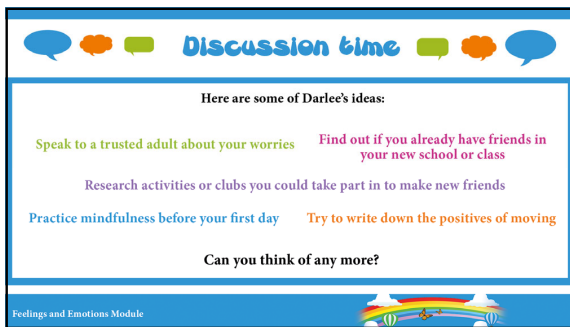 Discussion time
Here are some of Darlee's ideas:
Speak to a trusted adult about your worries
Find out if you already have friends in
your new school or class
Research activities or clubs you could take part in to make new friends
Practice mindfulness before your first day
Try to write down the positives of moving
Can you think of any more?
Feelings and Emotions Module